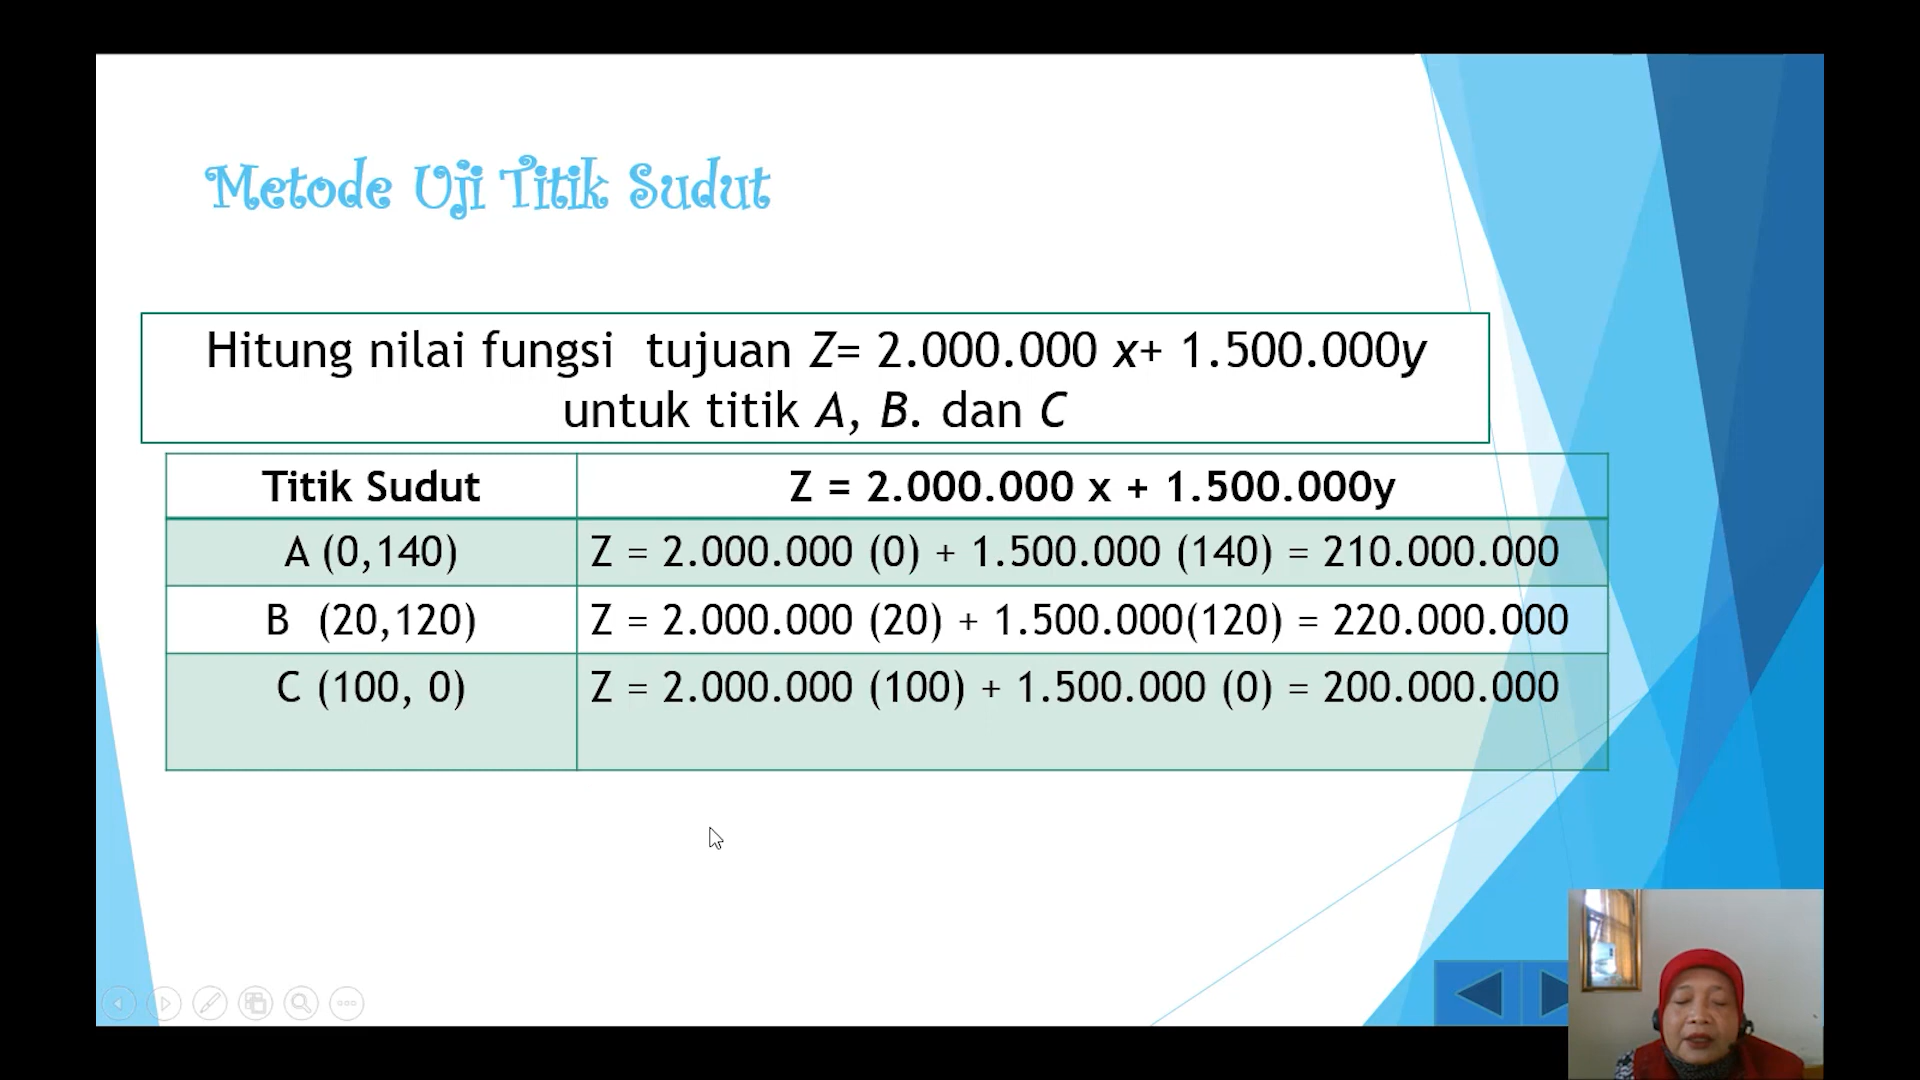 Metode Uji Titik Sudut
Hitung nilai fungsi tujuan Z= 2.000.000 x+ 1.500.000y
untuk titik A, B. dan C
Titik Sudut Z = 2.000.000 x + 1.500.000y
A (0,140) Z = 2.000.000 (0) + 1.500.000 (140) = 210.000.000
B (20,120) Z = 2.000.000 (20) + 1.500.000(120) = 220.000.000
C (100, 0) Z = 2.000.000 (100) + 1.500.000 (0) = 200.000.000